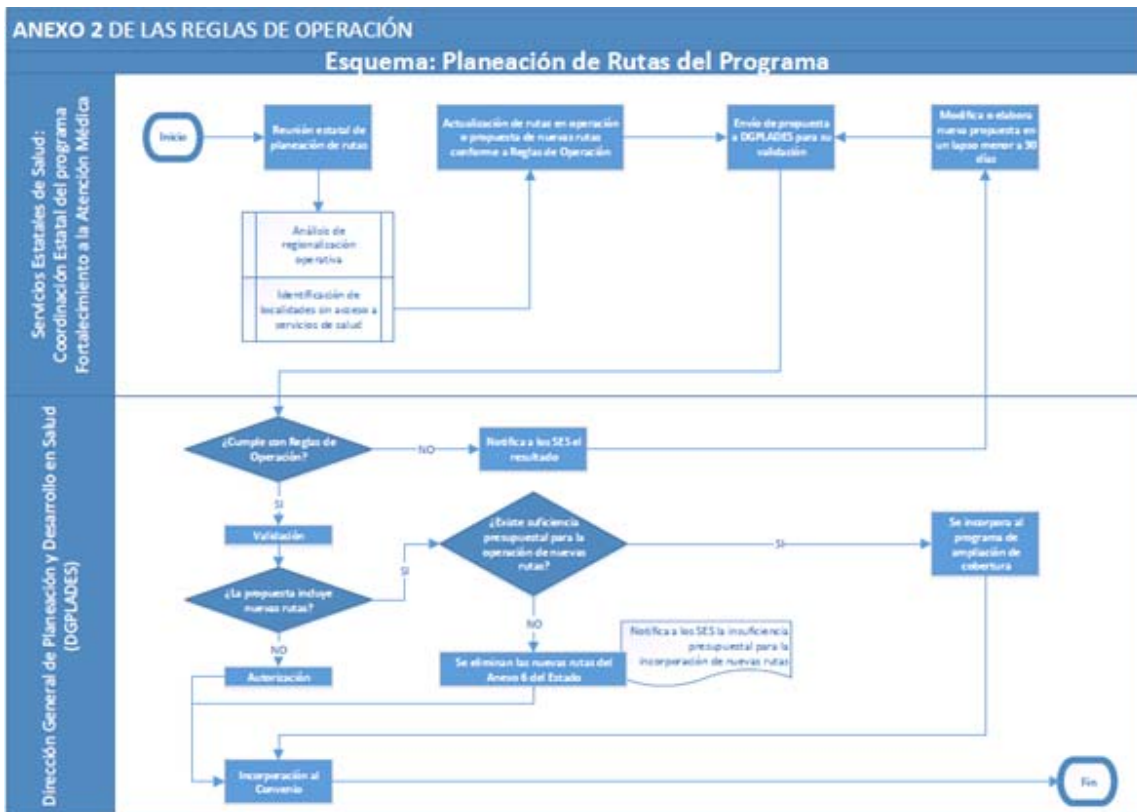 ANEXO 2 DE LAS REGLAS DE OPERACIÓN
Esquema: Planeación de Rutas del Programa
Servicios Estatales de Salud:
Coordinación Estatal del programa
Fortalecimiento a la Atención Médica
Inicio
Reunión estatal de
planeación de rutas
Análisis de
regionalización
operativa
Identificación de
localidades sin acceso a
servicios de salud
Actualización de rutas en operación
o propuesta de nuevas rutas
conforme a Reglas de Operación
Envío de propuesta
a DGPLADES para su
validación
Modifica o elabora
nueva propuesta en
un lapso menor a 30
días
Dirección General de Planeación y Desarrollo en Salud
(DGPLADES)
¿Cumple con Reglas de
Operación?
NO
Notifica a los SES el
resultado
SI
Validación
¿La propuesta incluye
nuevas rutas?
SI
¿Existe suficiencia
presupuestal para la
operación de nuevas
rutas?
SI
Se incorpora al
programa de
ampliación de
cobertura
NO
Autorización
NO
Se eliminan las nuevas rutas del
Anexo 6 del Estado
Notifica a los SES la insuficiencia
presupuestal para la
incorporación de nuevas rutas
Incorporación al
Convenio
Fin